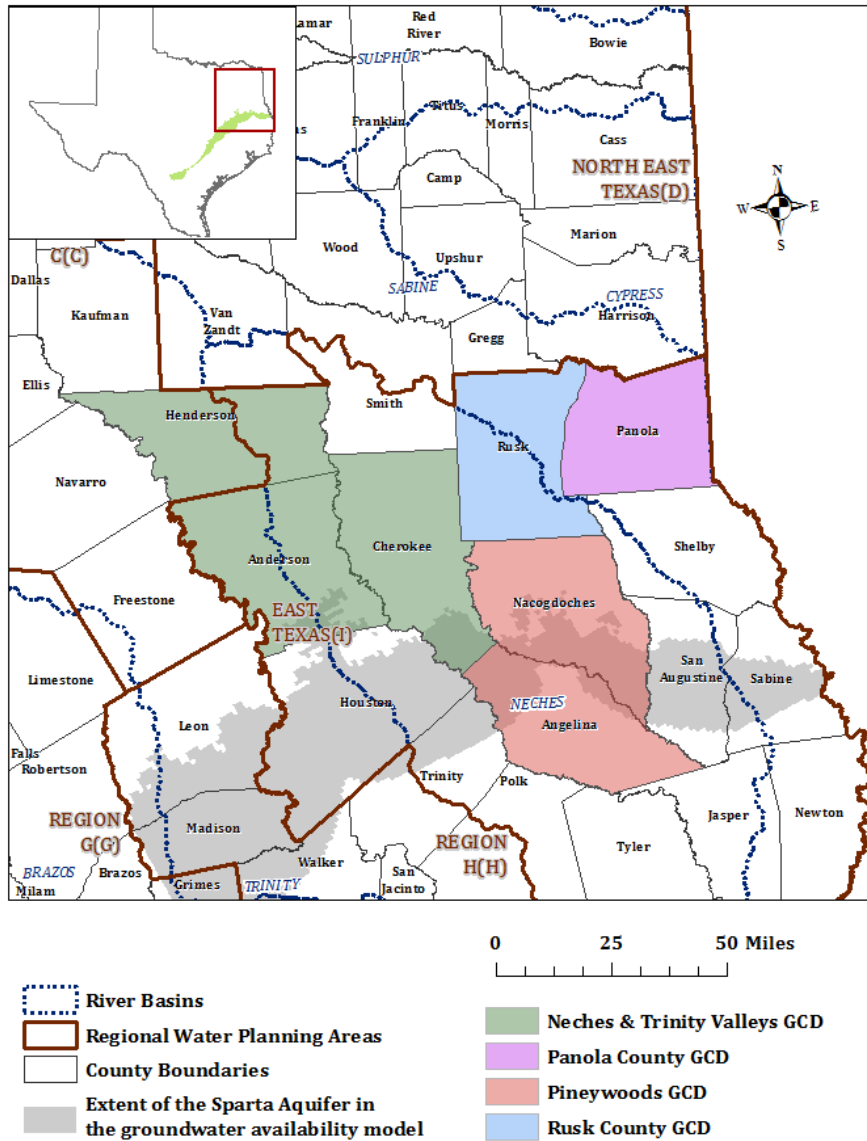 amar
Red
River
Bowie
SULPHUR
Titus
Franklin
Morris
as
Cass
NORTH EAST
TEXAS(D)
Camp
N
W
E
S
Marion
Wood
Upshur
C(C)
SABINE
CYPRESS
Dallas
Kaufman
Van
Zandt
Harrison
Gregg
Ellis
Smith
Henderson
Rusk
Panola
Navarro
Shelby
Cherokee
Anderson
Nacogdoches
Freestone
EAST
TEXAS(I)
San
Augustine
Sabine
Limestone
Houston
NECHES
Leon
Angelina
Falls
Robertson
Trinity
Polk
REGION
G(G)
Madison
Jasper
Newton
REGION
H(H)
Tyler
Walker
BRAZOS
Brazos
San
Jacinto
Milam
Grimes
TRINITY
0 25 50 Miles
River Basins
Regional Water Planning Areas
County Boundaries
Extent of the Sparta Aquifer in
the groundwater availability model
Neches & Trinity Valleys GCD
Panola County GCD
Pineywoods GCD
Rusk County GCD